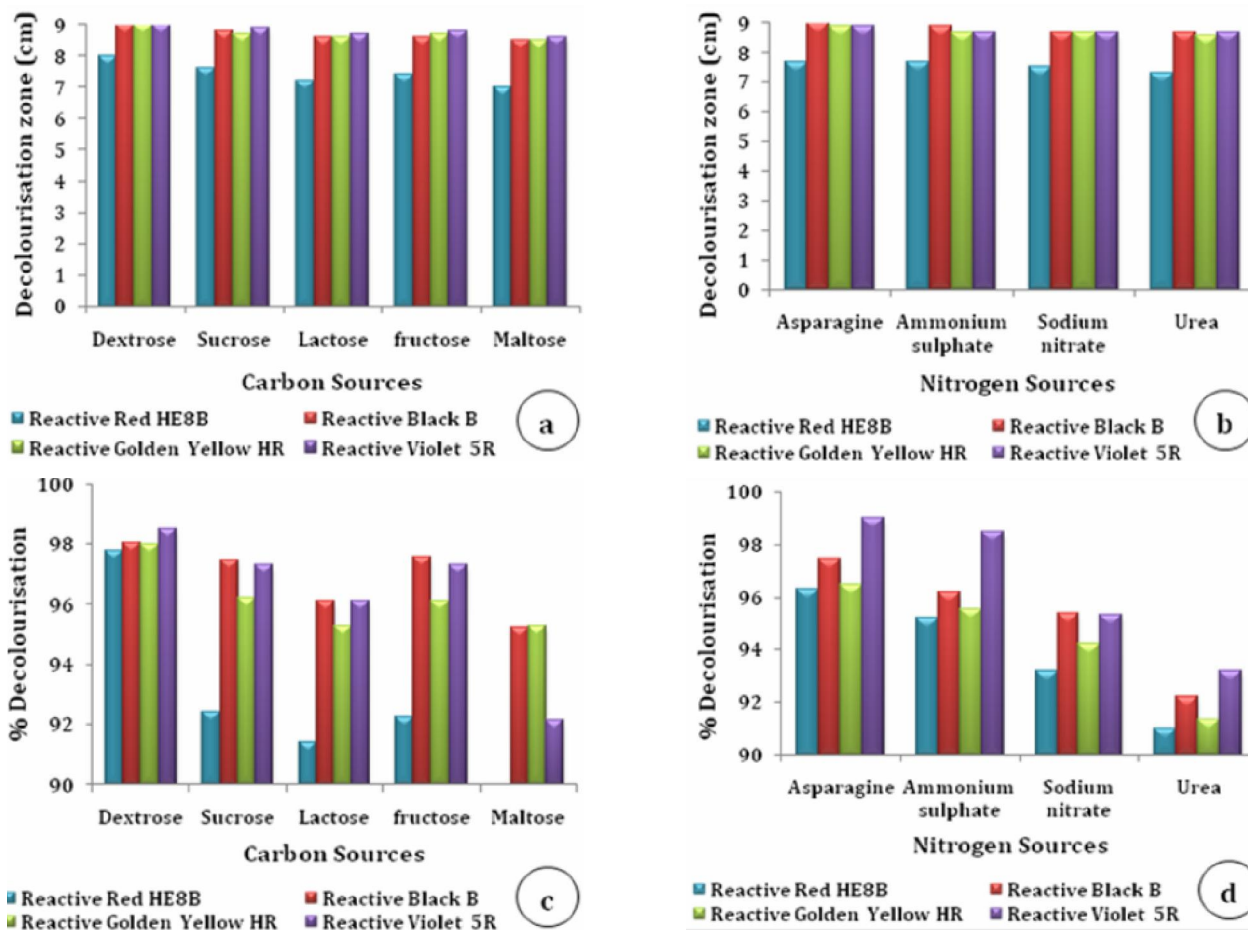 Decolourisation zone (cm)
9
8
7
6
5
4
3
2
1
0
Dextrose Sucrose Lactose fructose Maltose
Carbon Sources
Reactive Red HE8B Reactive Black B
Reactive Golden Yellow HR Reactive Violet 5R
a
Decolourisation zone (cm)
9
8
7
6
5
4
3
2
1
0
Asparagine Ammonium Sodium Urea
sulphate nitrate
Nitrogen Sources
Reactive Red HE8B Reactive Black B
Reactive Golden Yellow HR Reactive Violet 5R
b
% Decolourisation
100
98
96
94
92
90
Dextrose Sucrose Lactose fructose Maltose
Carbon Sources
Reactive Red HE8B Reactive Black B
Reactive Golden Yellow HR Reactive Violet 5R
c
% Decolourisation
100
98
96
94
92
90
Asparagine Ammonium Sodium Urea
sulphate nitrate
Nitrogen Sources
Reactive Red HE8B Reactive Black B
Reactive Golden Yellow HR Reactive Violet 5R
d